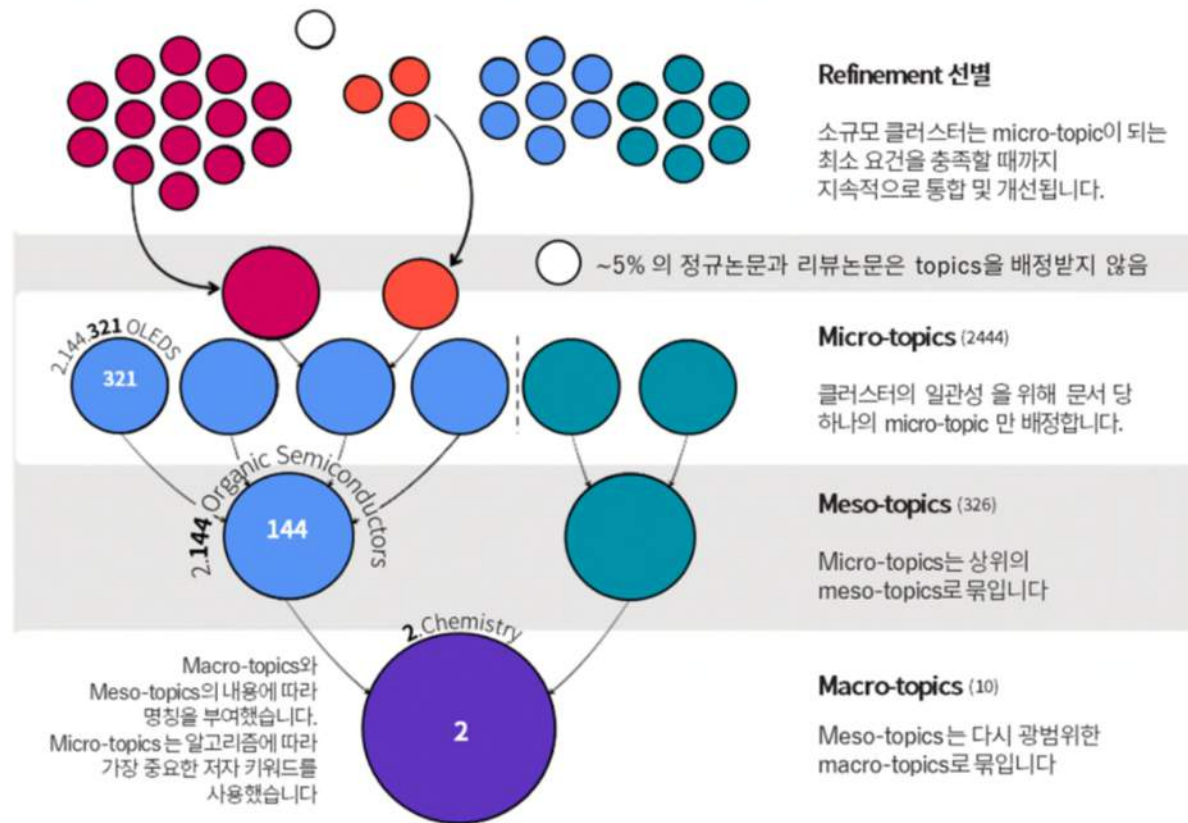 Refinement 선별
소규모 클러스터는 micro-topic이 되는
최소 요건을 충족할 때까지
지속적으로 통합 및 개선됩니다.
~5% 의 정규논문과 리뷰논문은 topics을 배정받지 않음
2.144.321 OLEDS
321
Micro-topics (2444)
클러스터의 일관성 을 위해 문서 당
하나의 micro-topic 만 배정합니다.
2.144 Organic Semiconductors
144
Meso-topics (326)
Micro-topics는 상위의
meso-topics로 묶입니다
2.Chemistry
2
Macro-topics와
Meso-topics의 내용에 따라
명칭을 부여했습니다.
Micro-topics는 알고리즘에 따라
가장 중요한 저자 키워드를
사용했습니다
Macro-topics (10)
Meso-topics는 다시 광범위한
macro-topics로 묶입니다